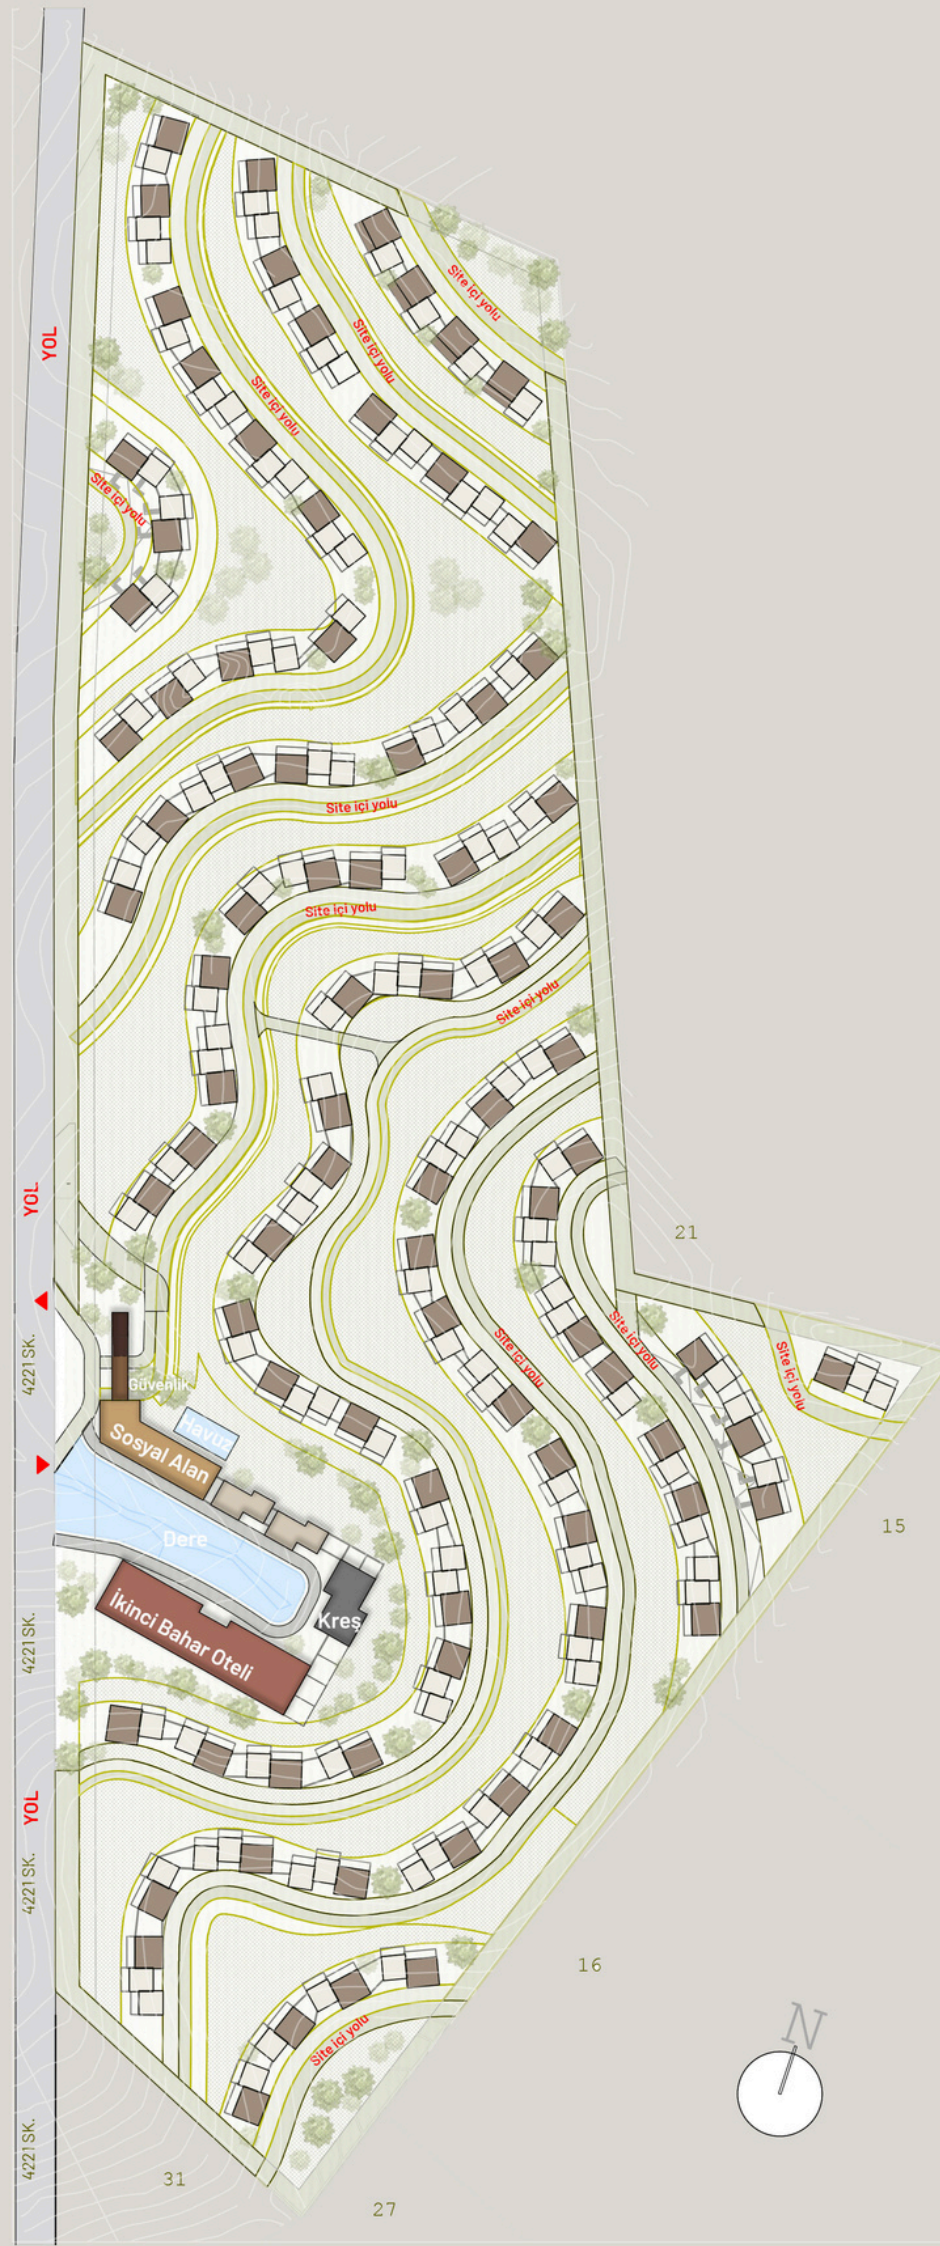 Site içi yolu
YOL
Site içi yolu
Site içi yolu
Site içi yolu
Site içi yolu
Site içi yolu
Site içi yolu
YOL
21
4221 SK.
Site içi yolu
Site içi yolu
Site içi yolu
Güvenlik
Havuz
Sosyal Alan
15
Dere
4221 SK.
İkinci Bahar Oteli
Kreş
YOL
4221 SK.
16
Site içi yolu
N
4221 SK.
31
27